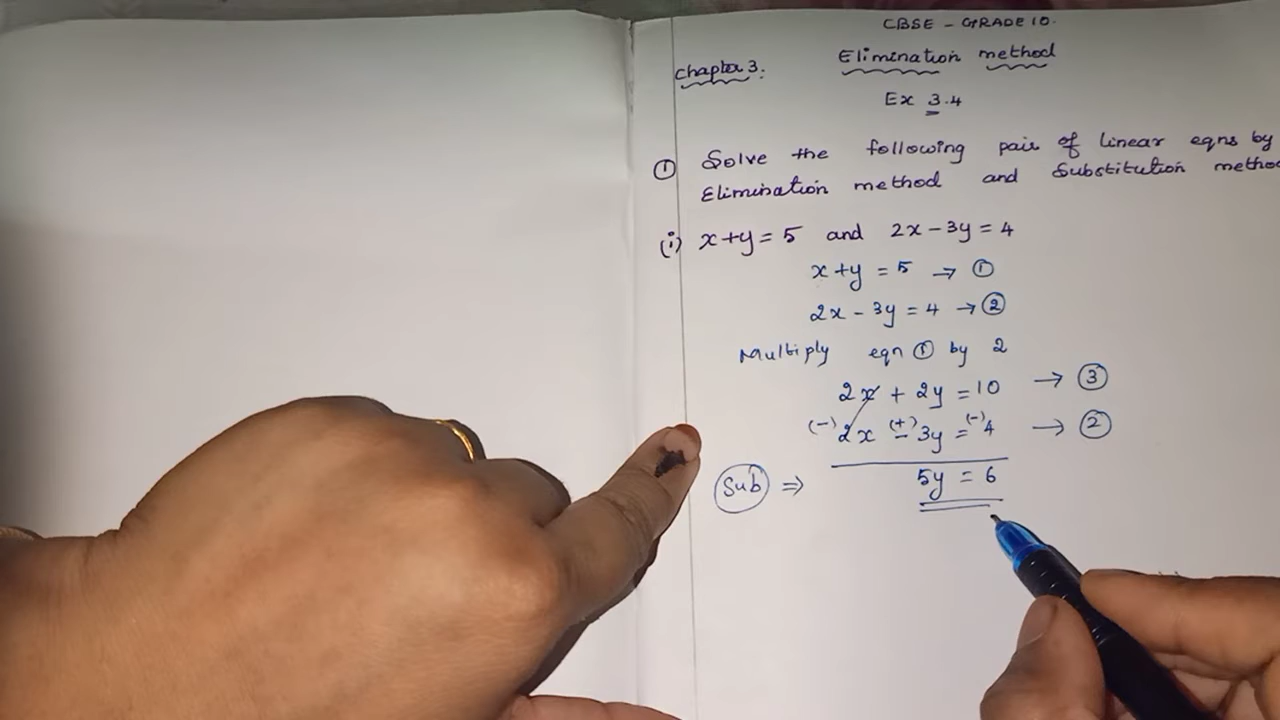 CBSE - GRADE 10.
Chapter 3:
Elimination method
Ex 3.4
① Solve the following pair of linear eqns by
Elimination method and Substitution
(i) x+y = 5 and 2x - 3y = 4
x+y = 5 → ①
2x - 3y = 4 → ②
Multiply eqn ① by 2
2x + 2y = 10 → ③
(-) 2x (+) - 3y = (-) 4 → ②
Sub ⇒ 5y = 6